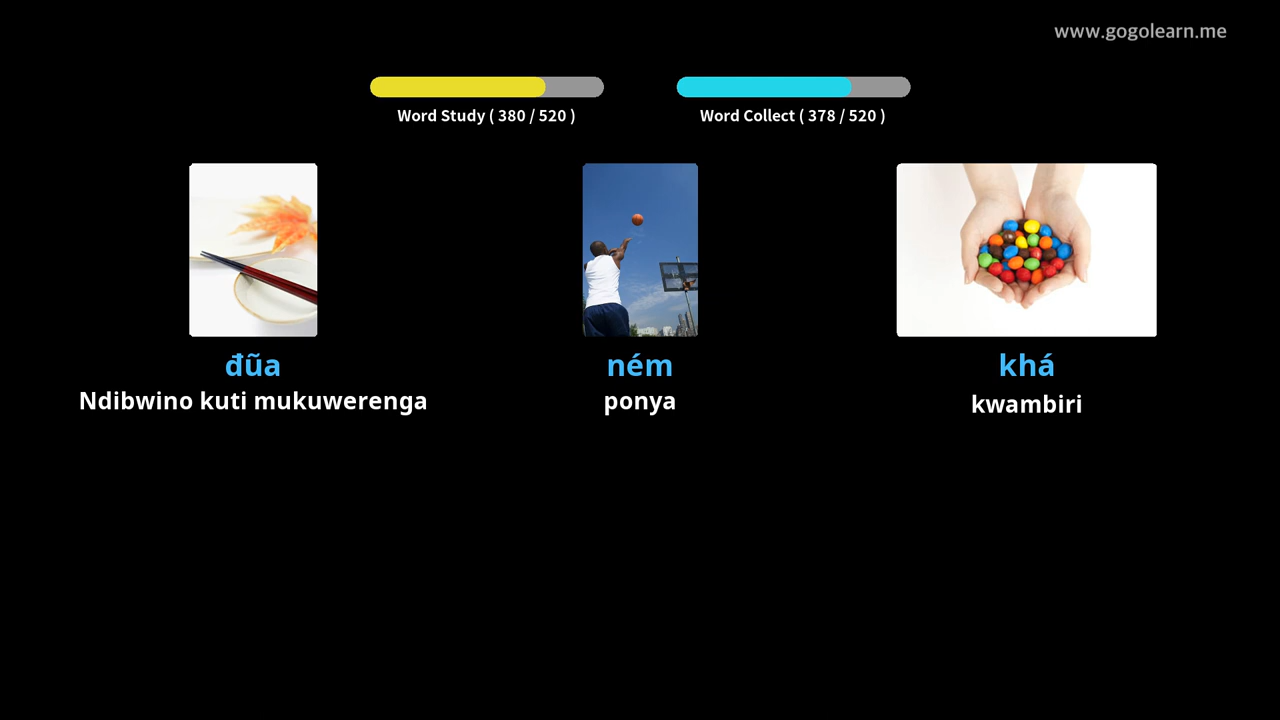 www.gogolearn.me
Word Study ( 380 / 520 )
Word Collect ( 378 / 520 )
đũa
ném
khá
Ndibwino kuti mukuwerenga
ponya
kwambiri